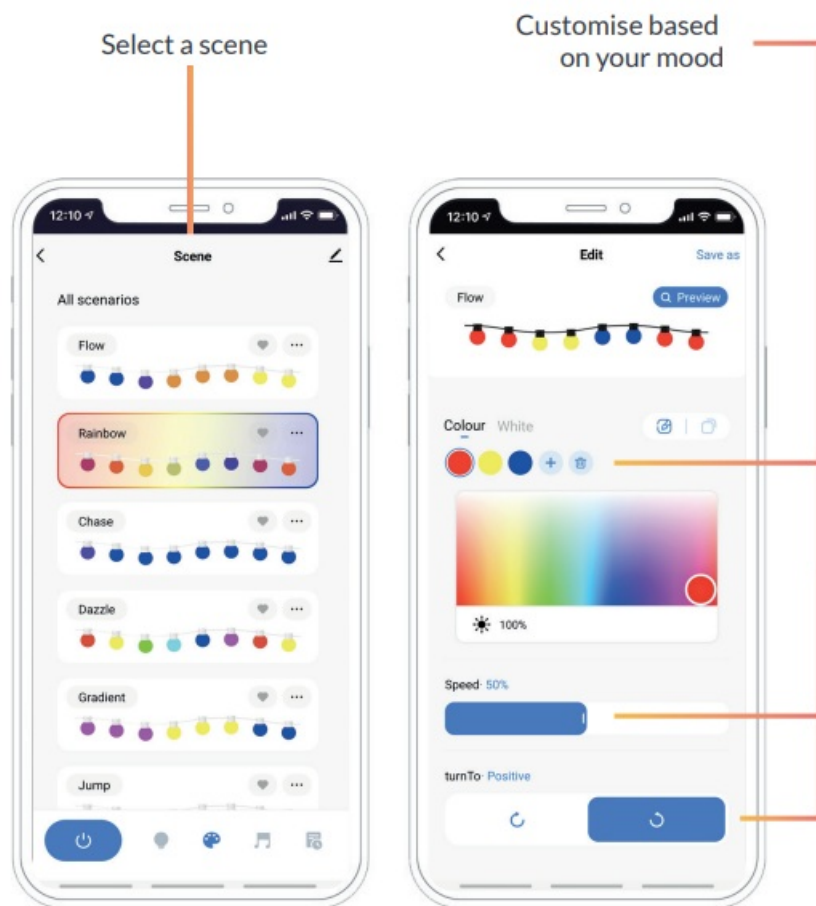 Select a scene
Customise based
on your mood
12:10
Scene
All scenarios
Flow
Rainbow
Chase
Dazzle
Gradient
Jump
12:10
Edit
Save as
Flow
Preview
Colour White
100%
Speed· 50%
turnTo· Positive